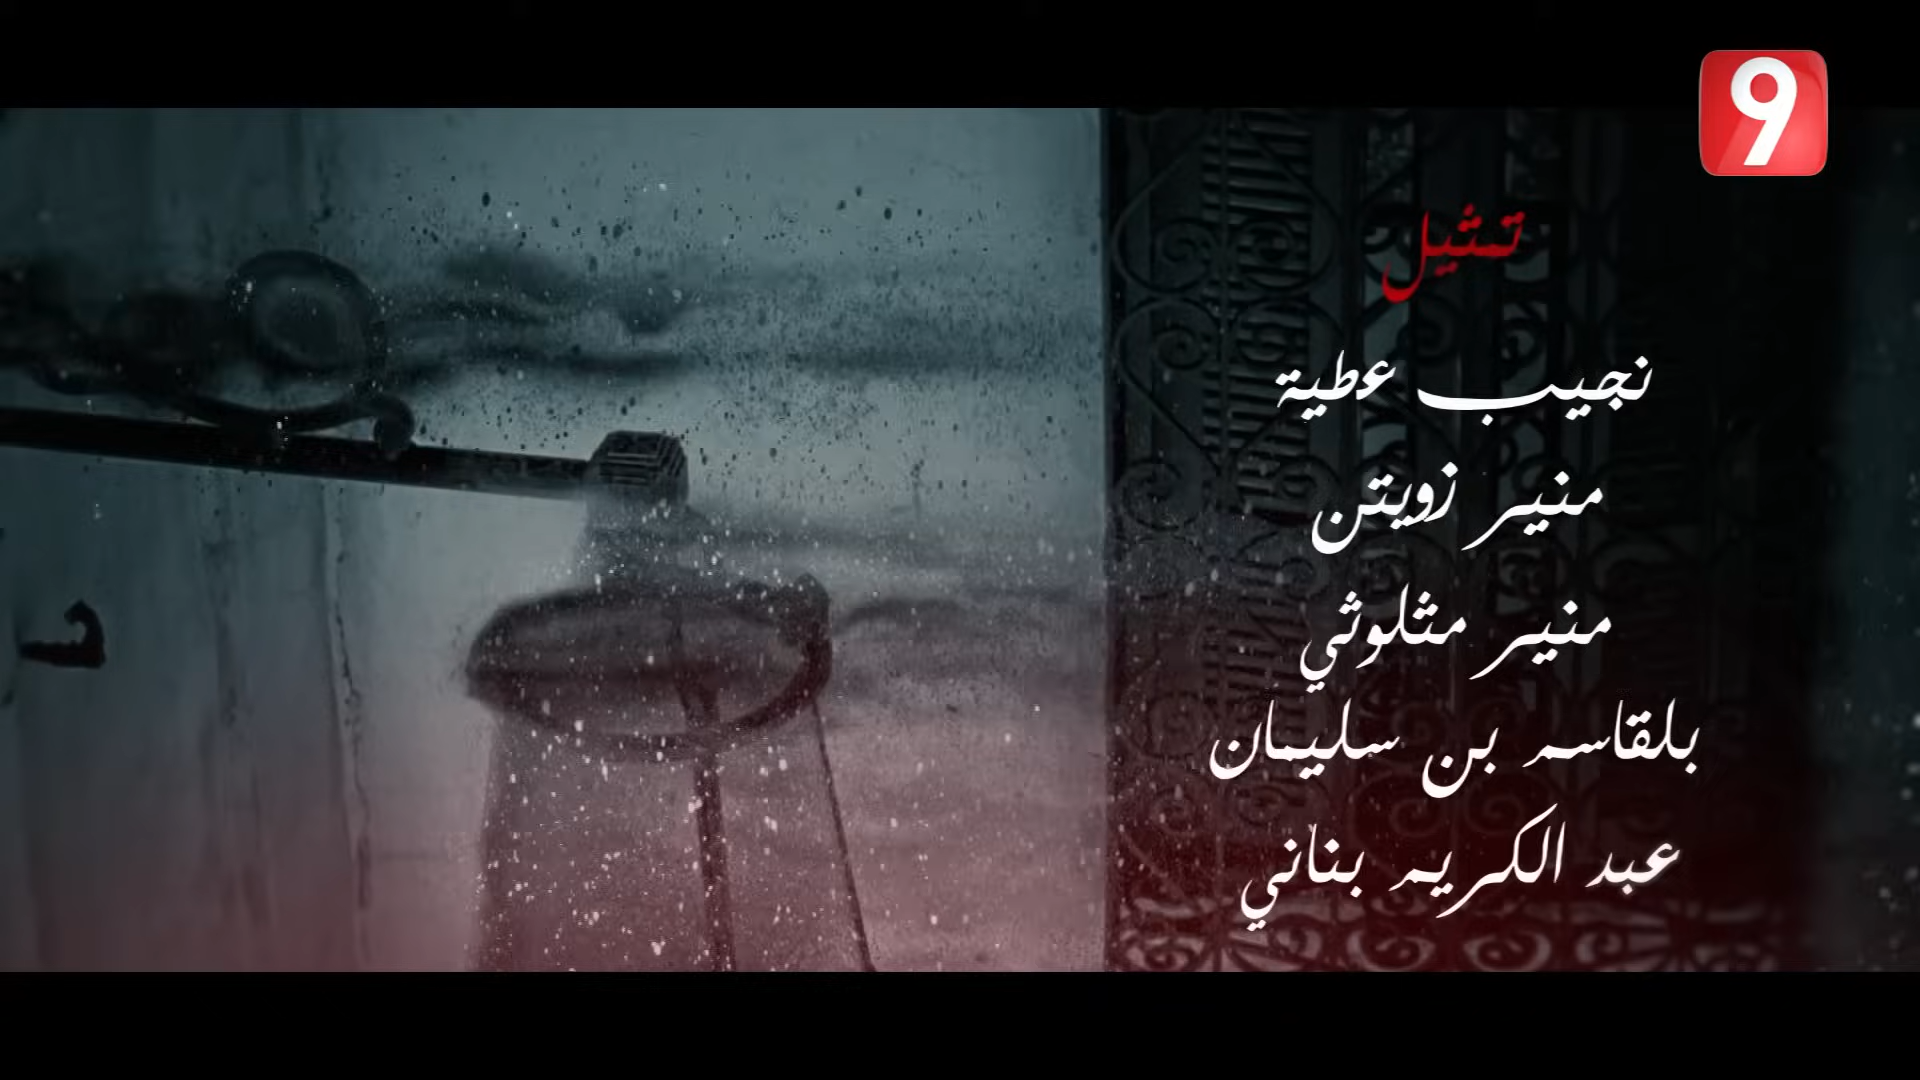 9
تمثيل
نجيب عطية
منير زويتن
منير مثلوثي
بلقاسم بن سليمان
عبد الكريم بناني